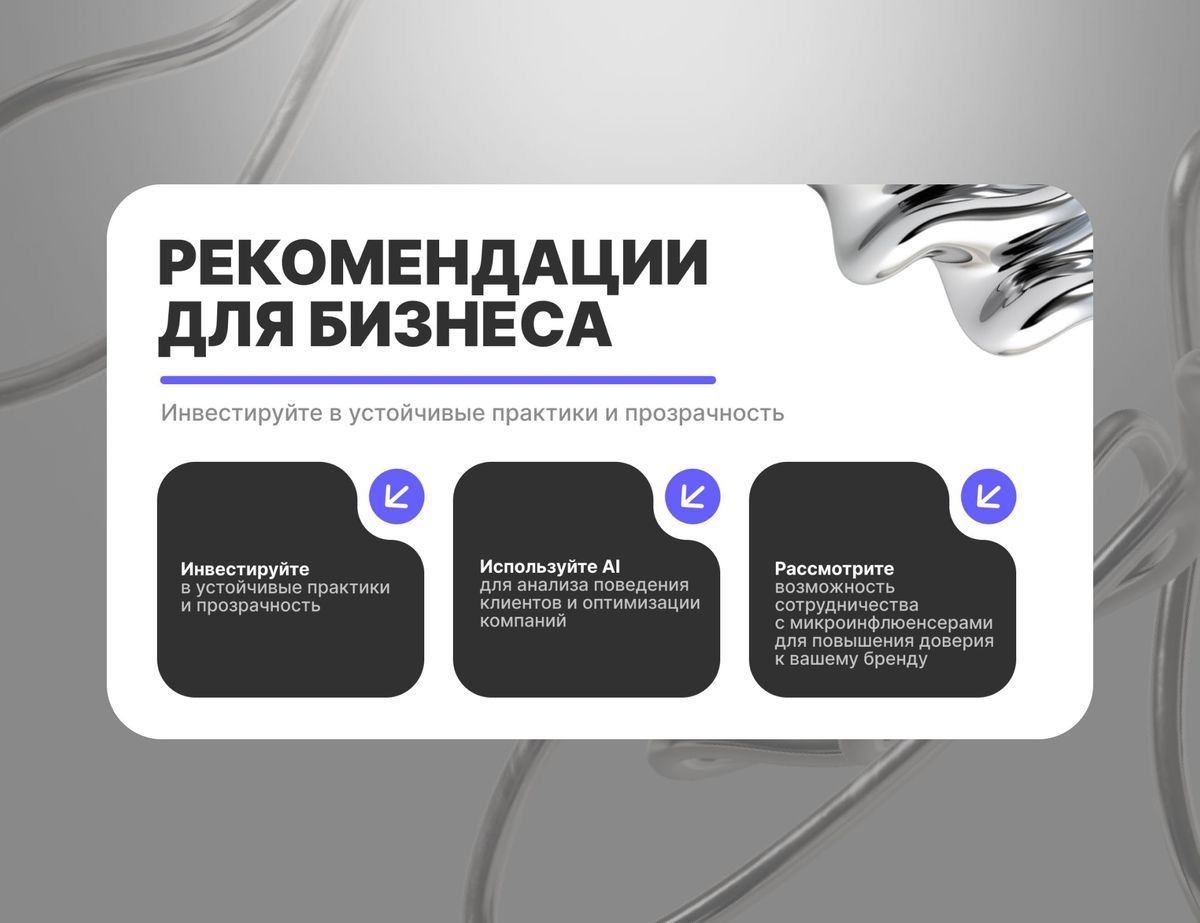 РЕКОМЕНДАЦИИ
ДЛЯ БИЗНЕСА
Инвестируйте в устойчивые практики и прозрачность
Инвестируйте
в устойчивые практики
и прозрачность
Используйте AI
для анализа поведения
клиентов и оптимизации
компаний
Рассмотрите
возможность
сотрудничества
с микроинфлюенсерами
для повышения доверия
к вашему бренду